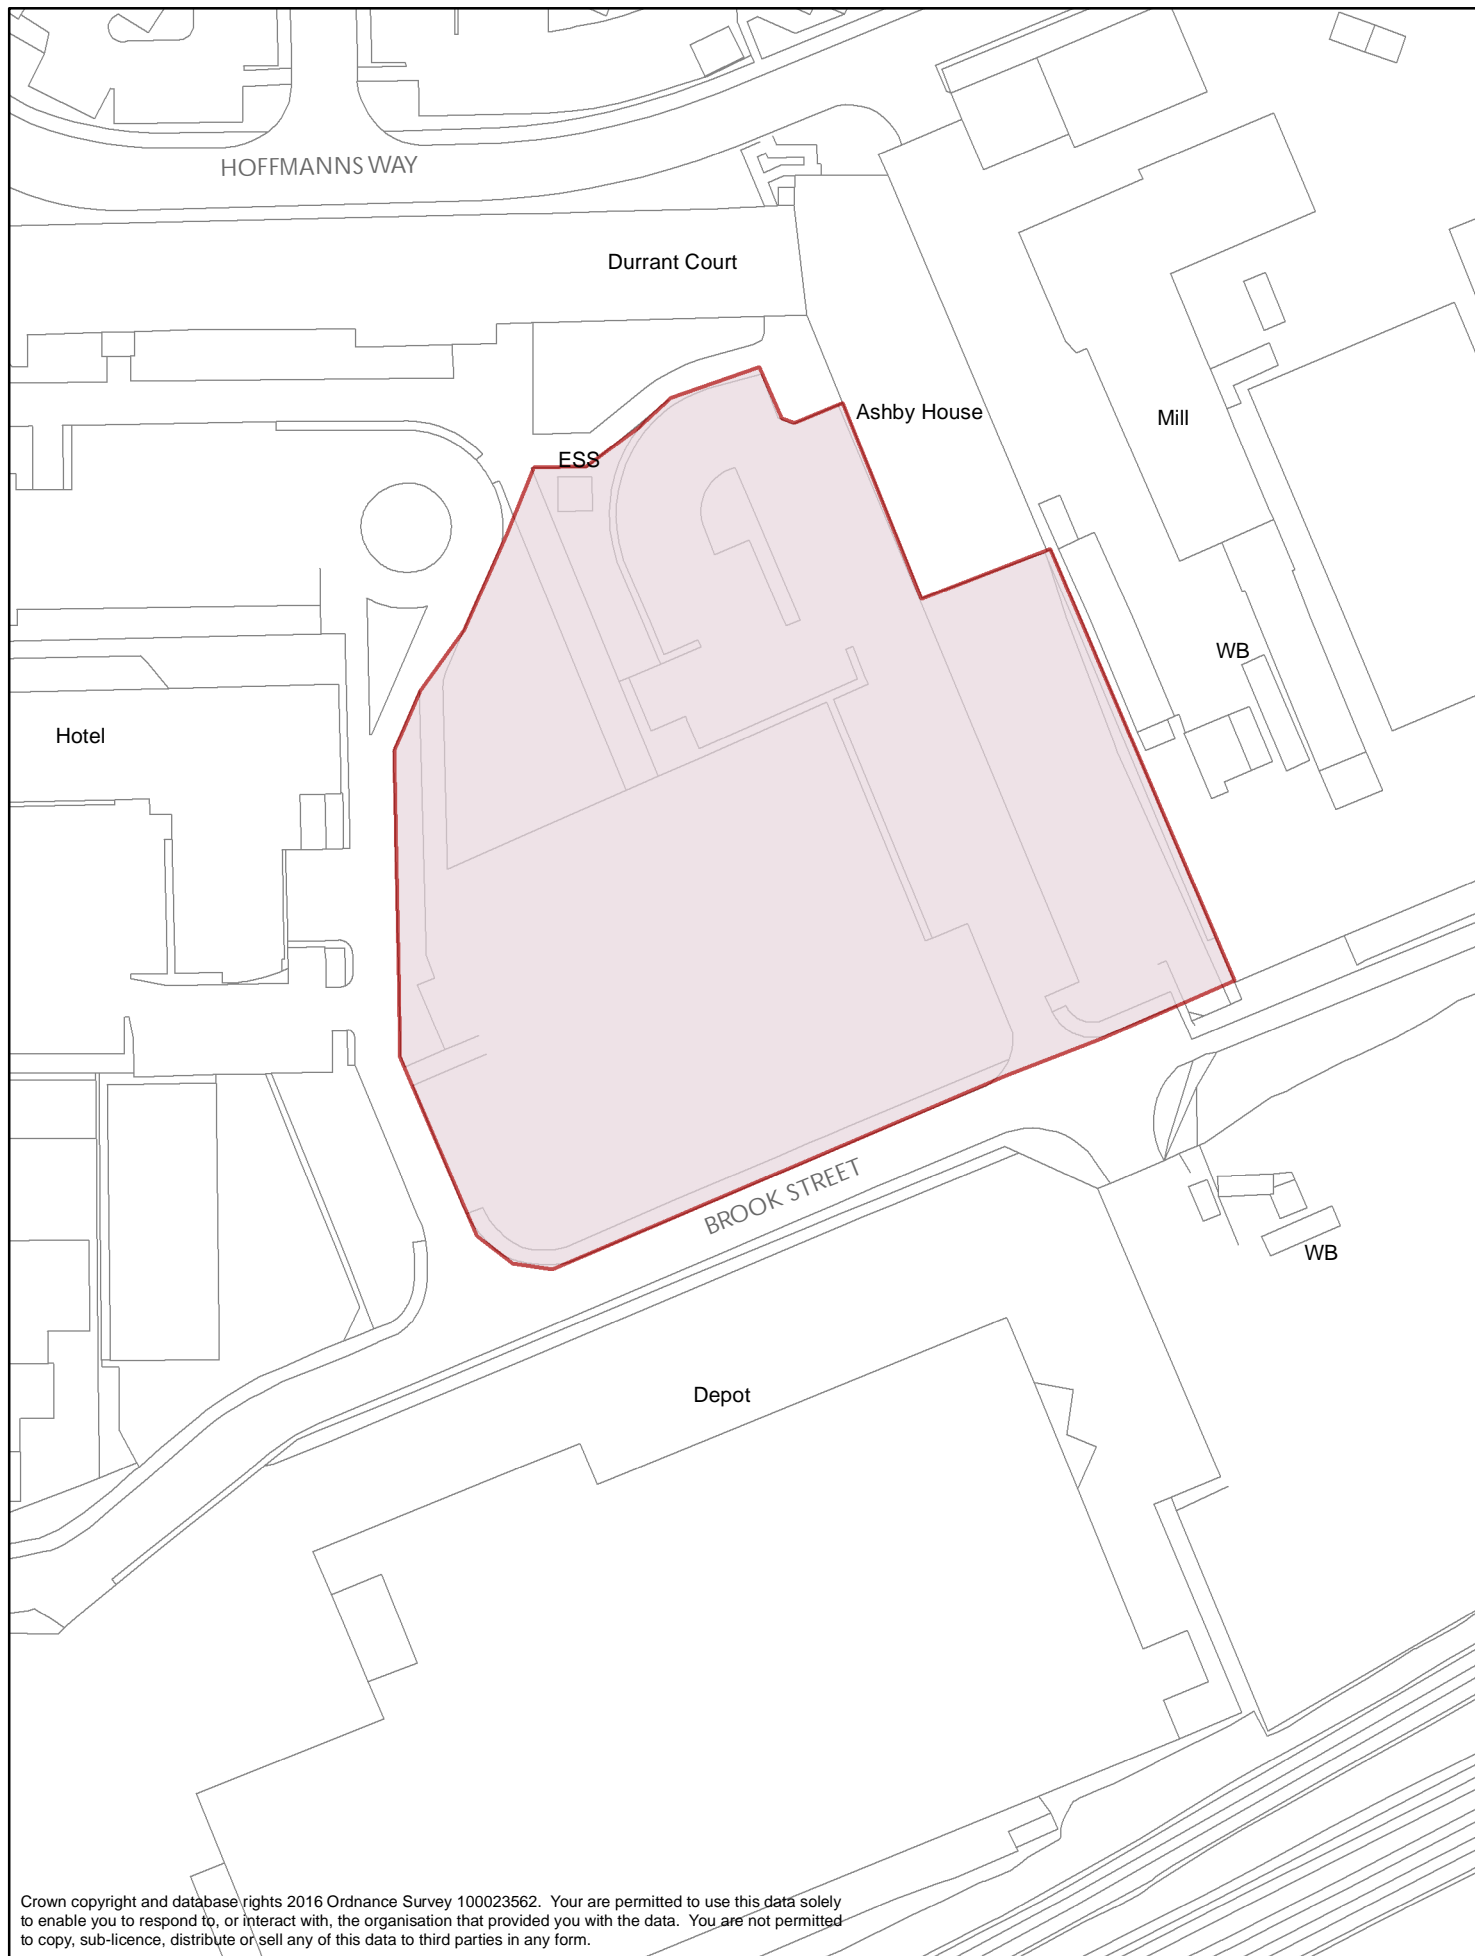 HOFFMANNS WAY
Durrant Court
Ashby House
Mill
ESS
WB
Hotel
BROOK STREET
WB
Depot
Crown copyright and database rights 2016 Ordnance Survey 100023562.  Your are permitted to use this data solely
to enable you to respond to, or interact with, the organisation that provided you with the data.  You are not permitted
to copy, sub-licence, distribute or sell any of this data to third parties in any form.